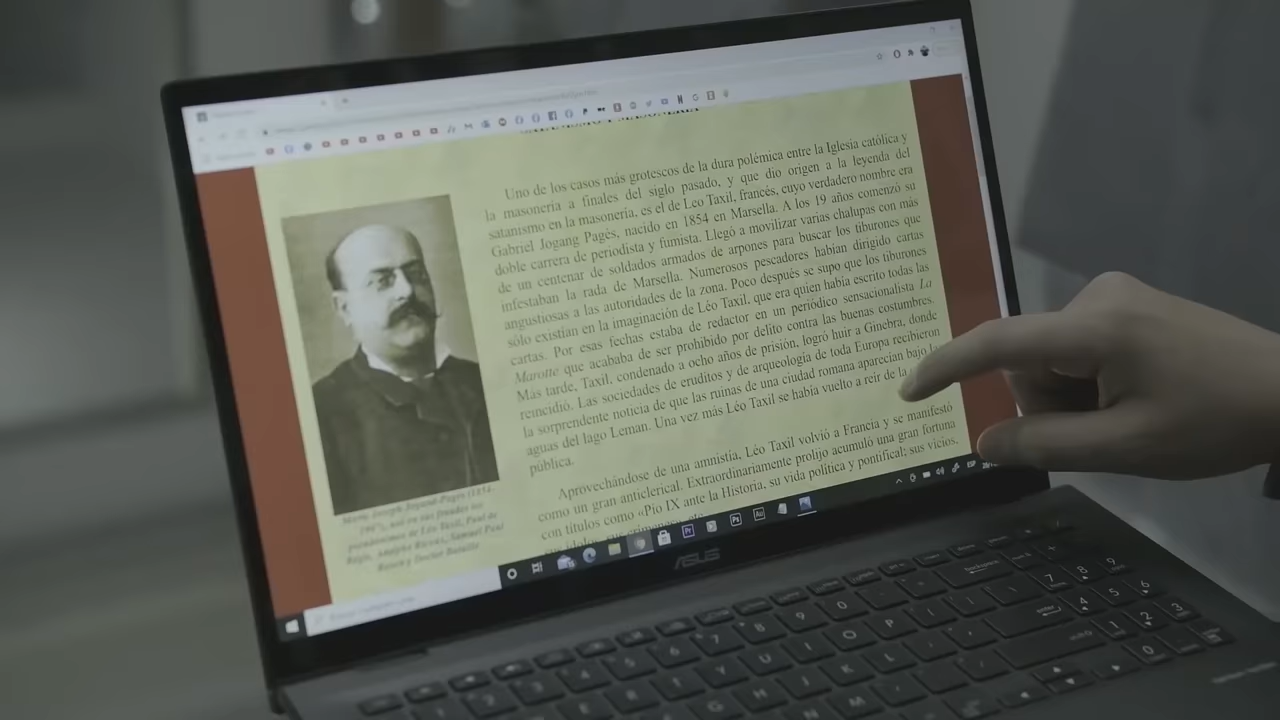 SATANISMO Y MASONERÍA
Uno de los casos más grotescos de la dura polémica entre la Iglesia católica y
la masonería a finales del siglo pasado, y que dio origen a la leyenda del
satanismo en la masonería, es el de Leo Taxil, francés, cuyo verdadero nombre era
Gabriel Jogang Pagès, nacido en 1854 en Marsella. A los 19 años comenzó su
doble carrera de periodista y fumista. Llegó a movilizar varias chalupas con más
de un centenar de soldados armados de arpones para buscar los tiburones que
infestaban la rada de Marsella. Numerosos pescadores habían dirigido cartas
angustiosas a las autoridades de la zona. Poco después se supo que los tiburones
sólo existían en la imaginación de Léo Taxil, que era quien había escrito todas las
cartas. Por esas fechas estaba de redactor en un periódico sensacionalista La
Marotte que acababa de ser prohibido por delito contra las buenas costumbres.
Más tarde, Taxil, condenado a ocho años de prisión, logró huir a Ginebra, donde
reincidió. Las sociedades de eruditos y de arqueología de toda Europa recibieron
la sorprendente noticia de que las ruinas de una ciudad romana aparecían bajo
aguas del lago Leman. Una vez más Léo Taxil se había vuelto a reír de la
pública.
Aprovechándose de una amnistía, Léo Taxil volvió a Francia y se manifestó
como un gran anticlerical. Extraordinariamente prolijo acumuló una gran fortuna
con títulos como «Pío IX ante la Historia, su vida política y pontifical; sus vicios,
ASUS